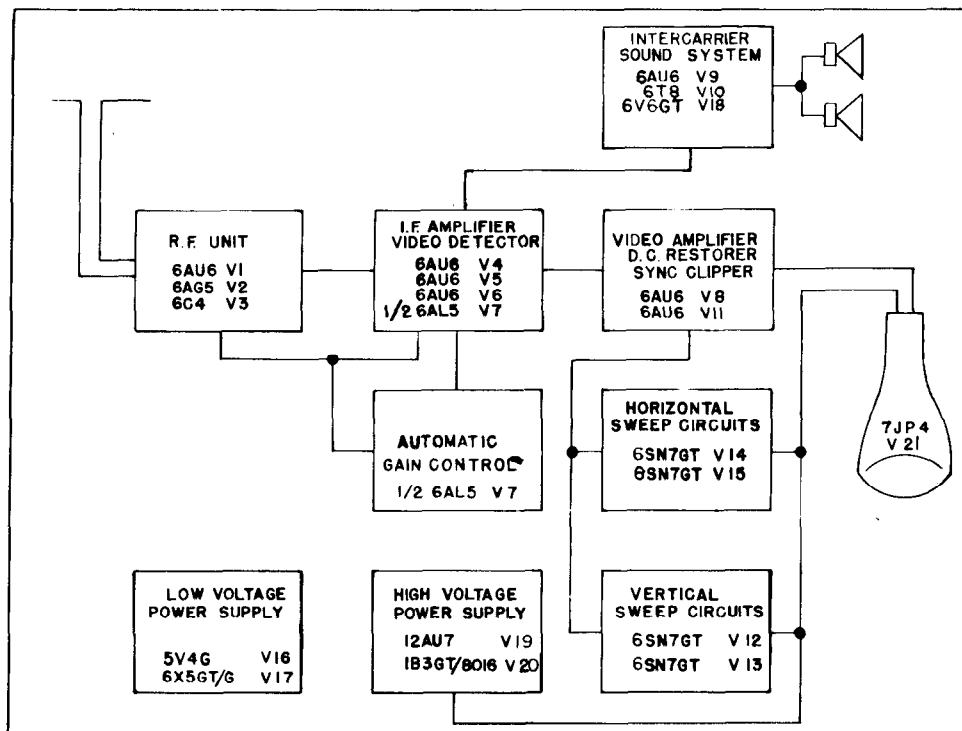 INTERCARRIER
SOUND SYSTEM
6AU6 V9
6T8 V10
6V6GT V18
R.F. UNIT
6AU6 V1
6AG5 V2
6C4 V3
I.F. AMPLIFIER
VIDEO DETECTOR
6AU6 V4
6AU6 V5
6AU6 V6
1/2 6AL5 V7
VIDEO AMPLIFIER
D.C. RESTORER
SYNC CLIPPER
6AU6 V8
6AU6 V11
AUTOMATIC
GAIN CONTROL
1/2 6AL5 V7
HORIZONTAL
SWEEP CIRCUITS
6SN7GT V14
8SN7GT V15
7JP4
V21
LOW VOLTAGE
POWER SUPPLY
5V4G V16
6X5GT/G V17
HIGH VOLTAGE
POWER SUPPLY
12AU7 V19
1B3GT/8016 V20
VERTICAL
SWEEP CIRCUITS
6SN7GT V12
6SN7GT V13